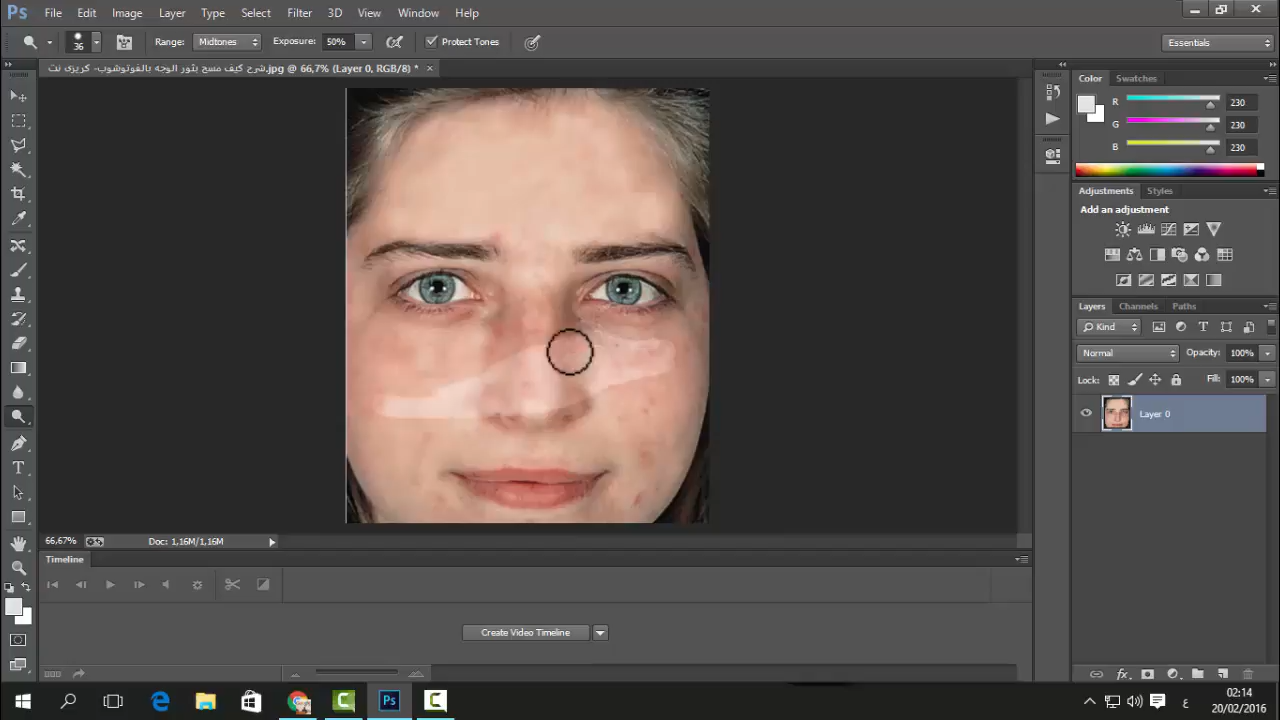 Ps File Edit Image Layer Type Select Filter 3D View Window Help
36 Range: Midtones Exposure: 50% Protect Tones Essentials
شرح كيف مسح بثور الوجه بالفوتوشوب- كريزي نت.jpg @ 66,7% (Layer 0, RGB/8) *
Color Swatches
R 230
G 230
B 230
Adjustments Styles
Add an adjustment
Layers Channels Paths
Kind
Normal Opacity: 100%
Lock: Fill: 100%
Layer 0
66,67% Doc: 1,16M/1,16M
Timeline
Create Video Timeline
Ps ع 02:14
20/02/2016